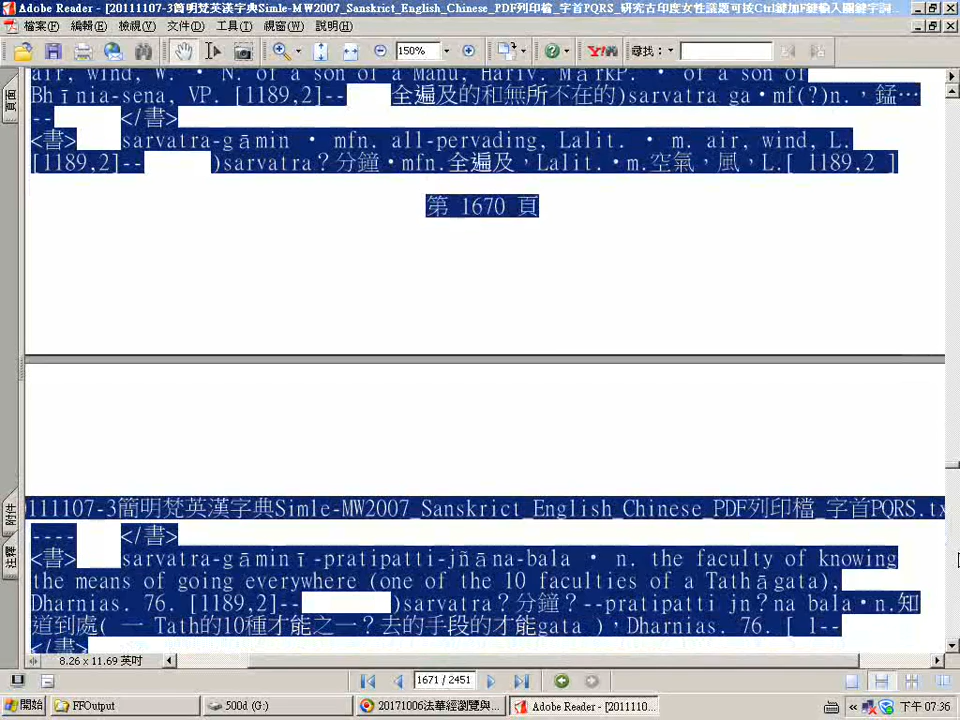 Adobe Reader - [20111107-3簡明梵英漢字典Simle-MW2007_Sanskrict_English_Chinese_PDF列印檔_字首PQRS_研究古印度女性議題可按Ctrl鍵加F鍵輸入關鍵字詞...
檔案(F) 編輯(E) 檢視(V) 文件(D) 工具(T) 視窗(W) 說明(H)
150% Y! 尋找：
頁面
air, wind, W. · N. of a son of a Manu, Hariv. MārkP. · of a son of
Bhīnia-sena, VP. [1189,2]-- 全遍及的和無所不在的)sarvatra ga·mf(?)n.，錳…
-- </書>
<書> sarvatra-gāmin · mfn. all-pervading, Lalit. · m. air, wind, L.
[1189,2]-- )sarvatra？分鐘·mfn.全遍及，Lalit.·m.空氣，風，L.[ 1189,2 ]
第 1670 頁
111107-3簡明梵英漢字典Simle-MW2007_Sanskrict_English_Chinese_PDF列印檔_字首PQRS.tx
---- </書>
<書> sarvatra-gāminī-pratipatti-jñāna-bala · n. the faculty of knowing
the means of going everywhere (one of the 10 faculties of a Tathāgata),
Dharnias. 76. [1189,2]-- )sarvatra？分鐘？--pratipatti jn？na bala·n.知
道到處( 一 Tath的10種才能之一？去的手段的才能gata )，Dharnias. 76. [ 1--
</書>
附件
注釋
8.26 x 11.69 英吋
1671 / 2451
開始 FFOutput 500d (G:) 20171006法華經瀏覽與... Adobe Reader - [2011110... 下午 07:36